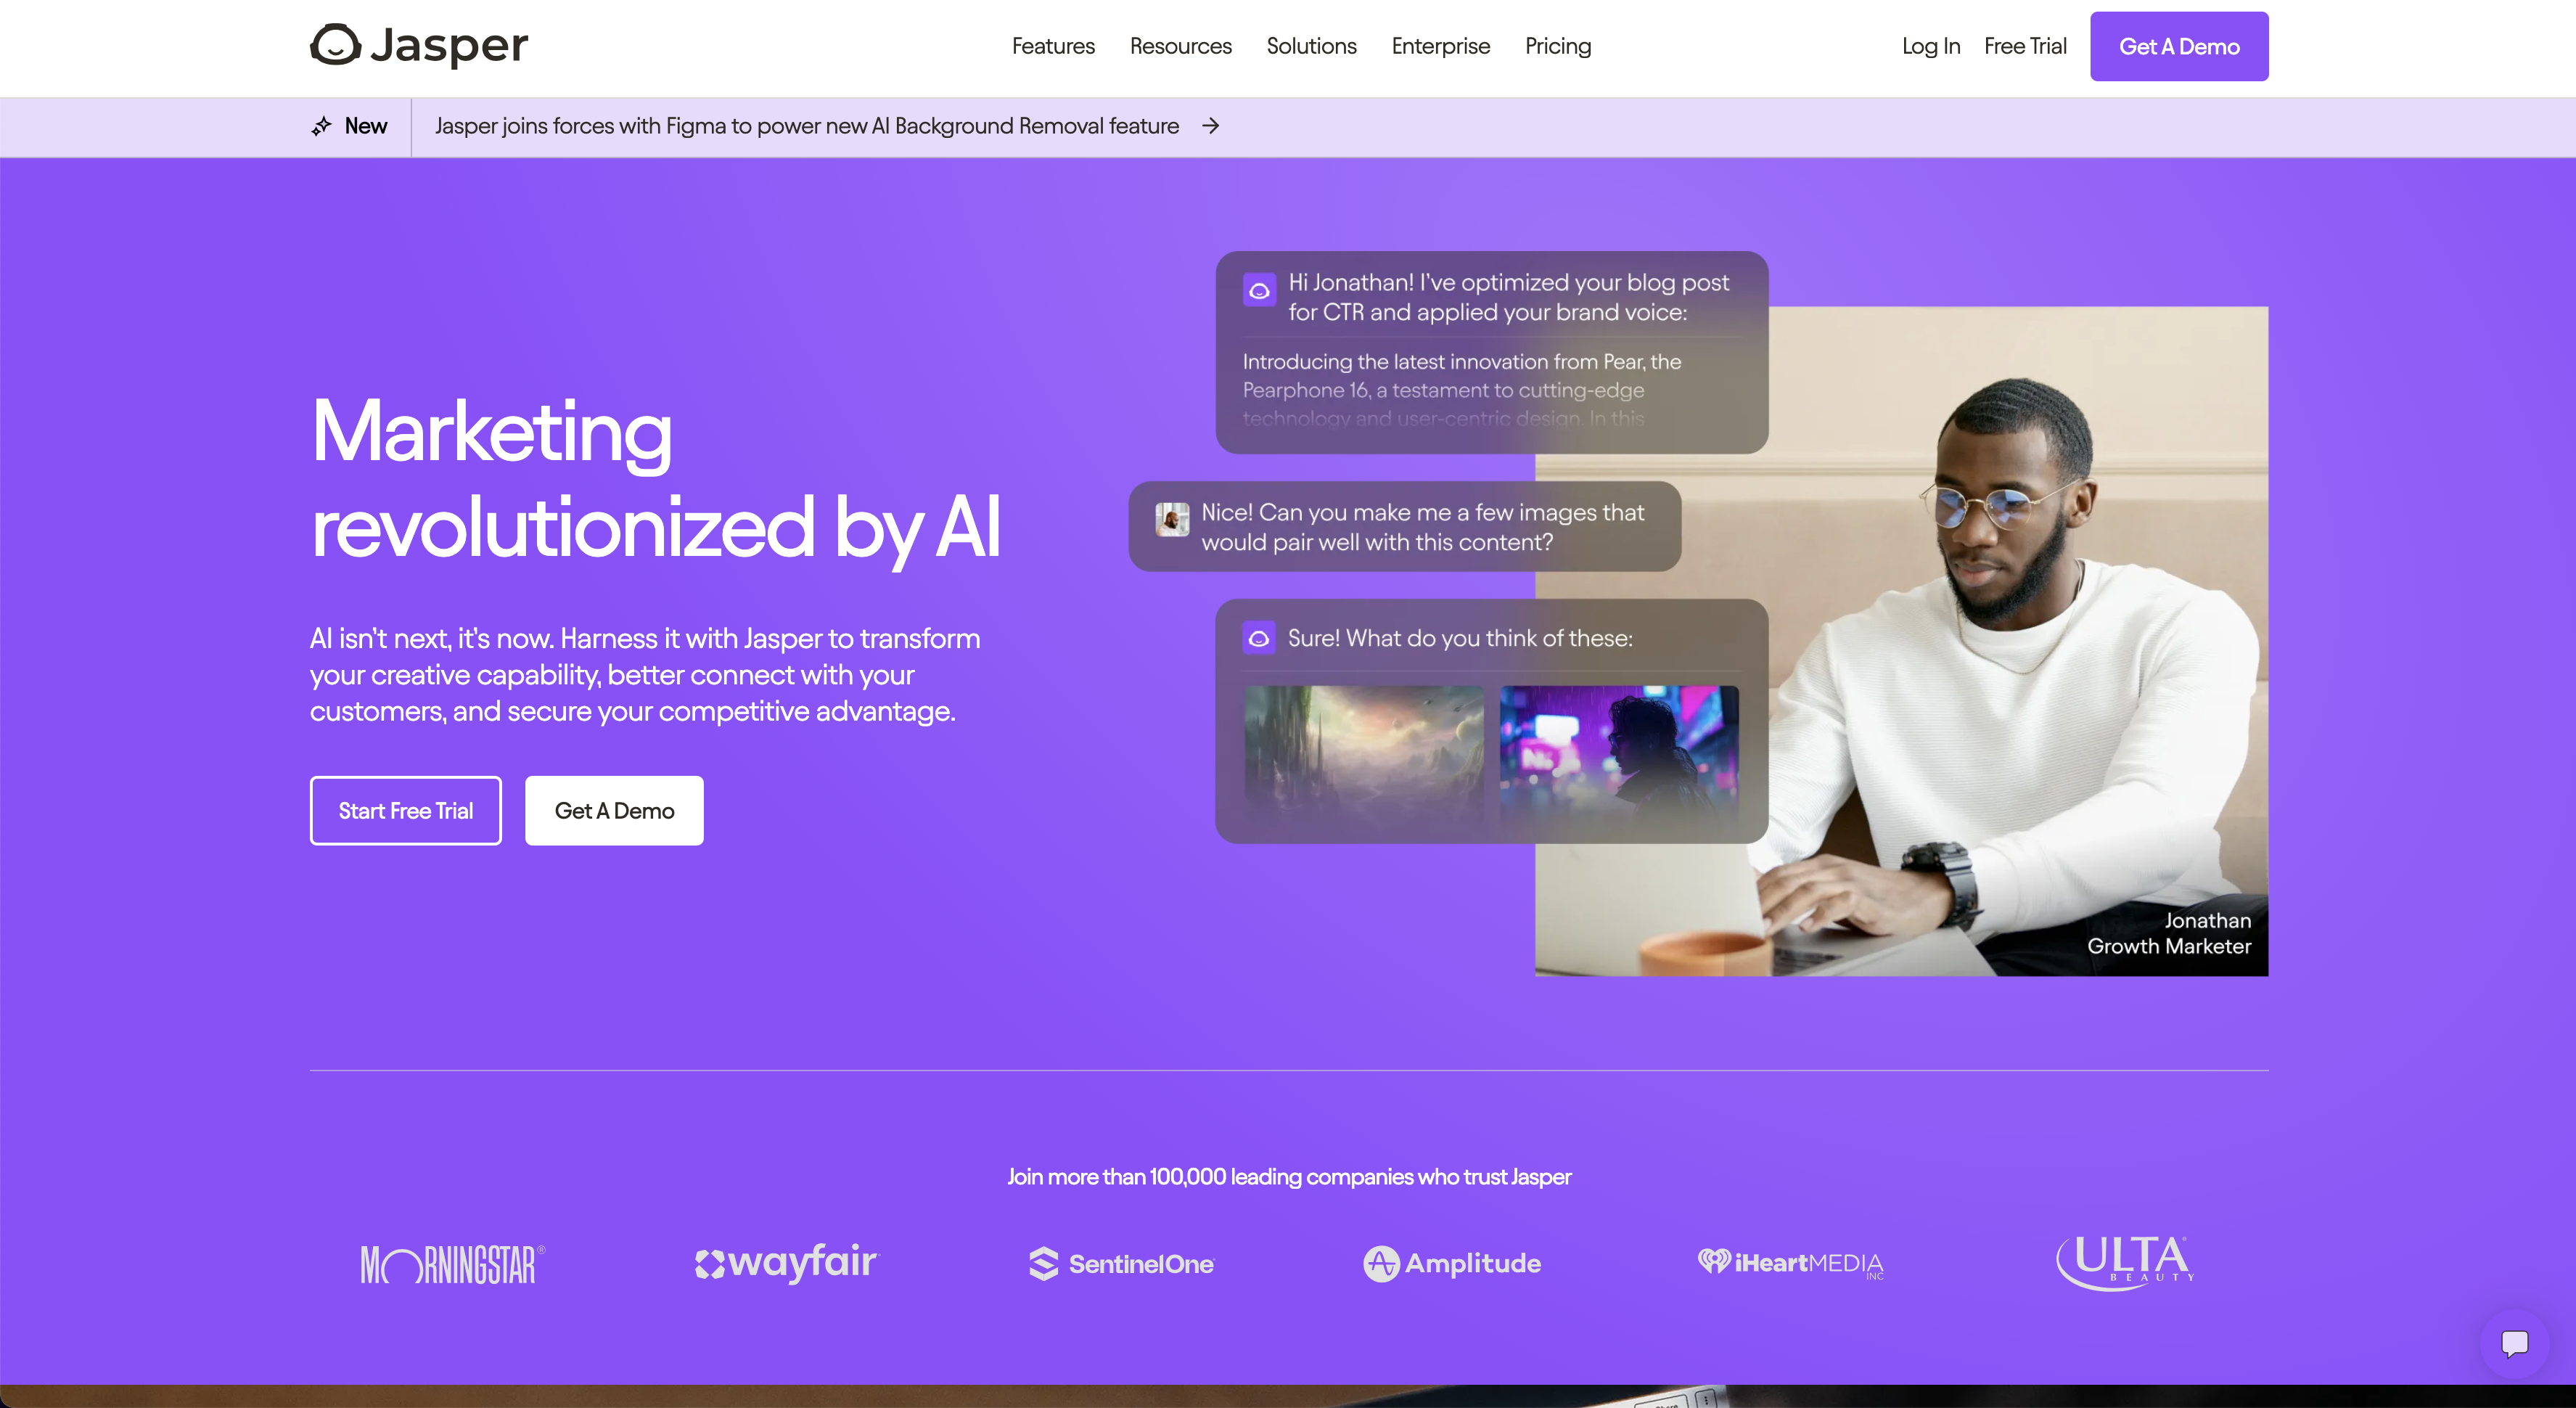 Jasper
Features
Resources
Solutions
Enterprise
Pricing
Log In
Free Trial
Get A Demo
New
Jasper joins forces with Figma to power new AI Background Removal feature
Marketing
revolutionized by AI
AI isn't next, it's now. Harness it with Jasper to transform
your creative capability, better connect with your
customers, and secure your competitive advantage.
Start Free Trial
Get A Demo
Hi Jonathan! I've optimized your blog post
for CTR and applied your brand voice:
Introducing the latest innovation from Pear, the
Pearphone 16, a testament to cutting-edge
technology and user-centric design. In this
Nice! Can you make me a few images that
would pair well with this content?
Sure! What do you think of these:
Jonathan
Growth Marketer
Join more than 100,000 leading companies who trust Jasper
MORNINGSTAR®
wayfair
SentinelOne
Amplitude
iHeartMEDIA
INC
ULTA
BEAUTY